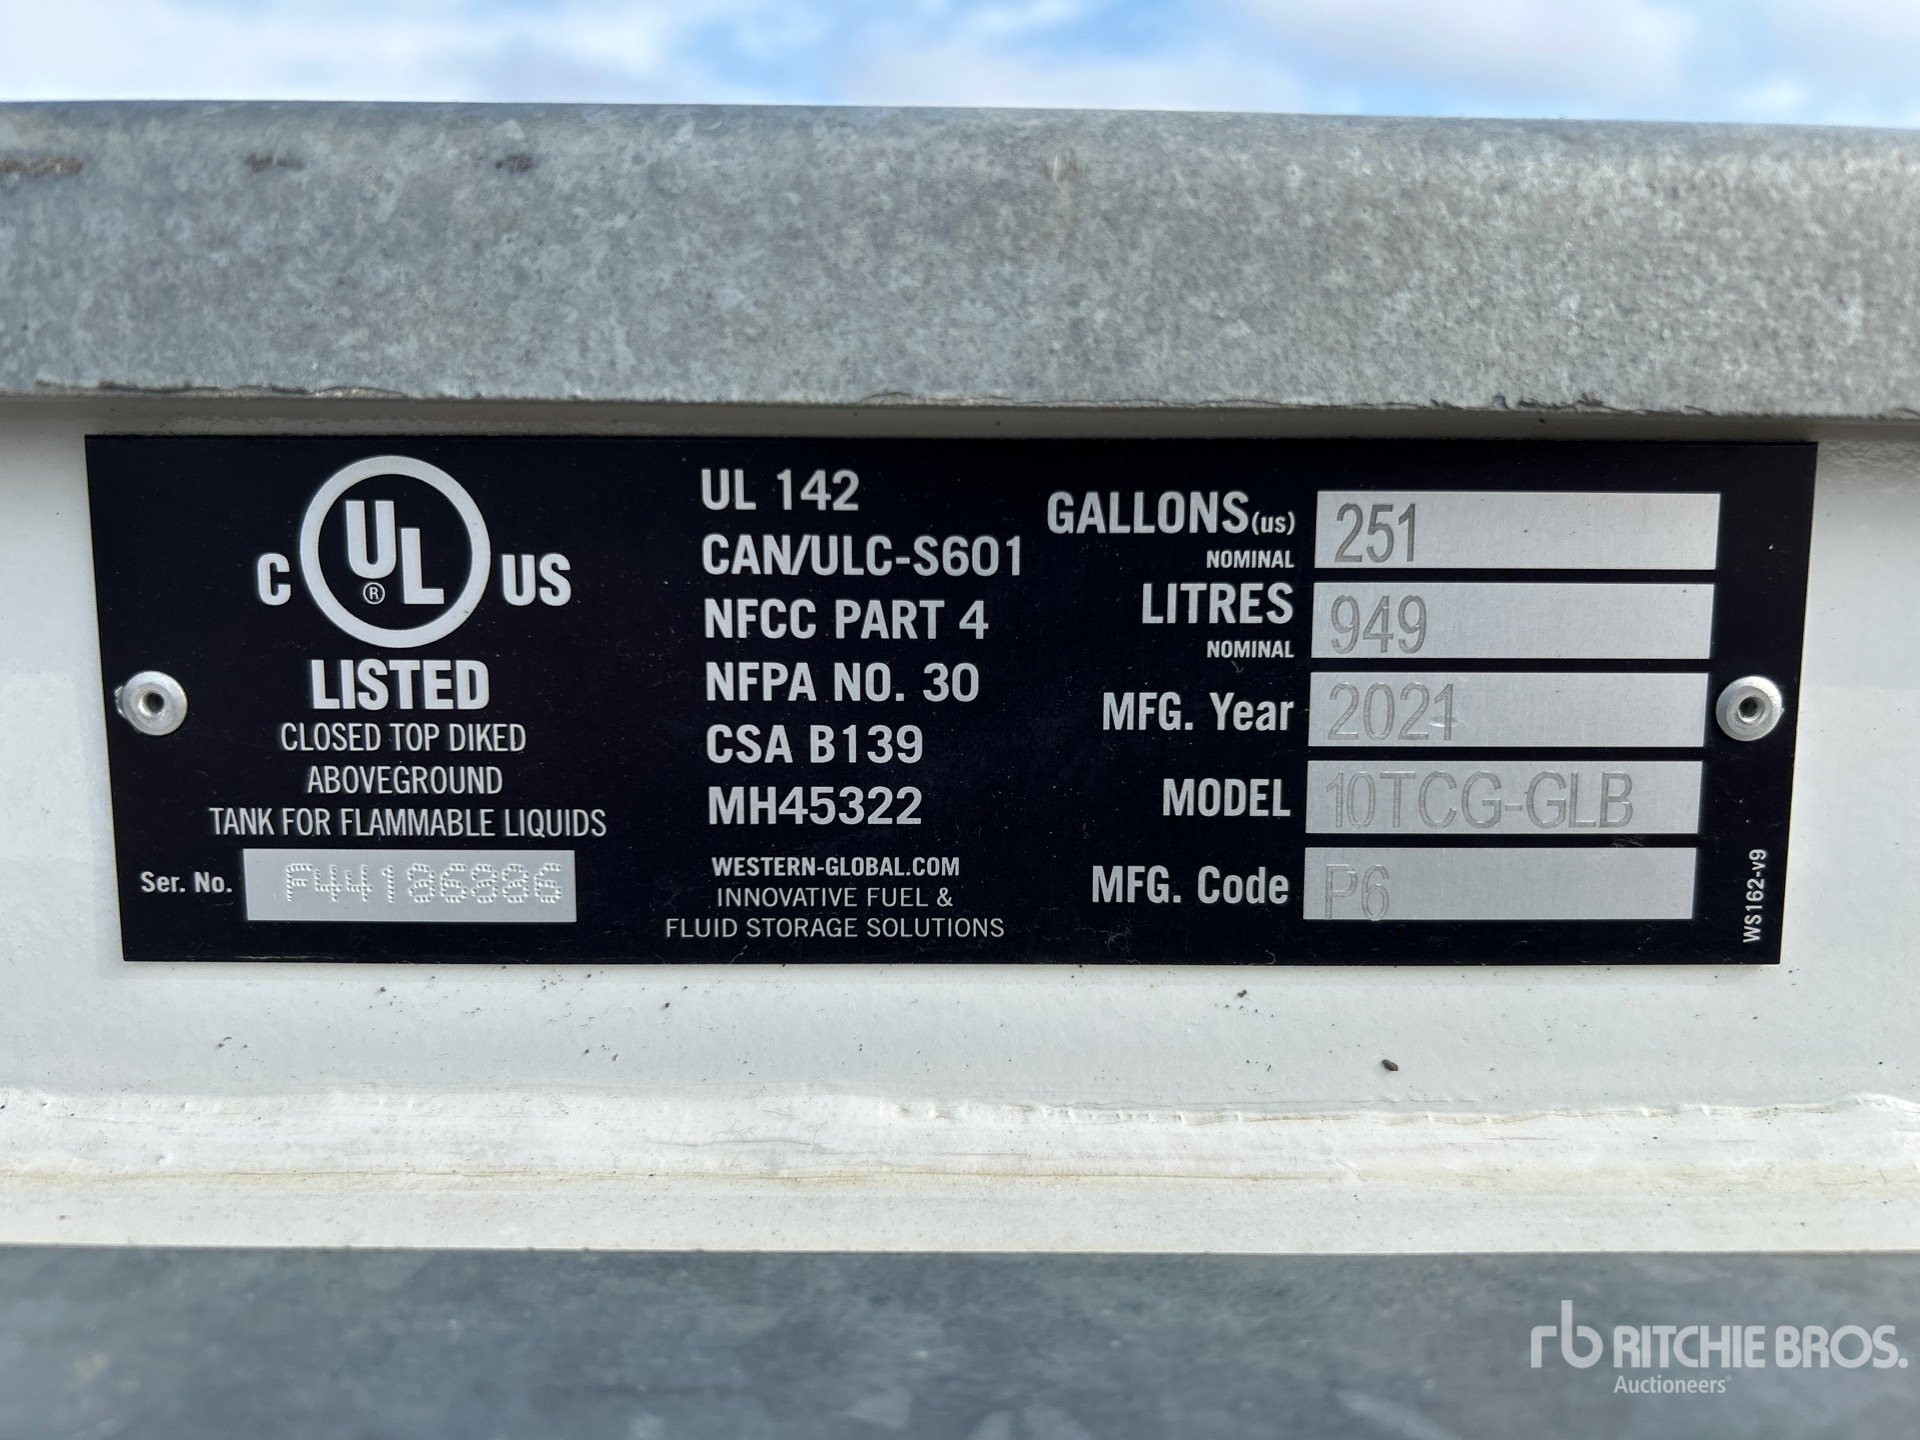 C UL ® US
LISTED
CLOSED TOP DIKED
ABOVEGROUND
TANK FOR FLAMMABLE LIQUIDS
Ser. No.
UL 142
CAN/ULC-S601
NFCC PART 4
NFPA NO. 30
CSA B139
MH45322
WESTERN-GLOBAL.COM
INNOVATIVE FUEL &
FLUID STORAGE SOLUTIONS
GALLONS(us) 251
NOMINAL
LITRES 949
NOMINAL
MFG. Year 2021
MODEL 10TCG-GLB
MFG. Code P6
WS162-v9
rb RITCHIE BROS.
Auctioneers